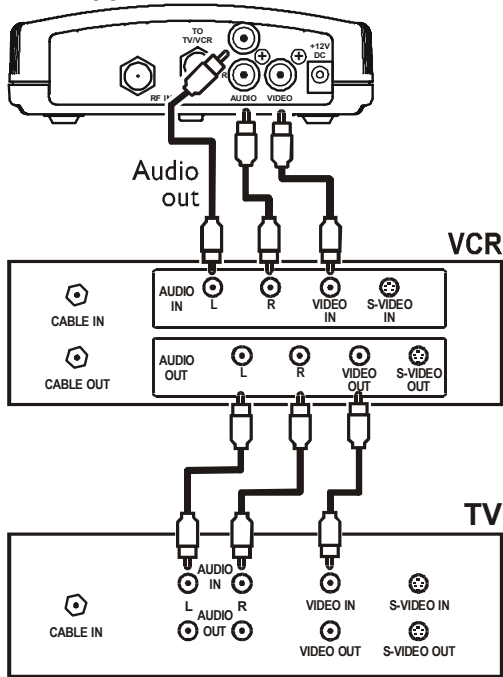 TO
TV/VCR
+12V
DC
R
RF IN
AUDIO VIDEO
Audio
out
VCR
AUDIO
IN
L
R
VIDEO
IN
S-VIDEO
IN
CABLE IN
AUDIO
OUT
L
R
VIDEO
OUT
S-VIDEO
OUT
CABLE OUT
TV
AUDIO
IN
L
R
VIDEO IN
S-VIDEO IN
CABLE IN
AUDIO
OUT
VIDEO OUT
S-VIDEO OUT